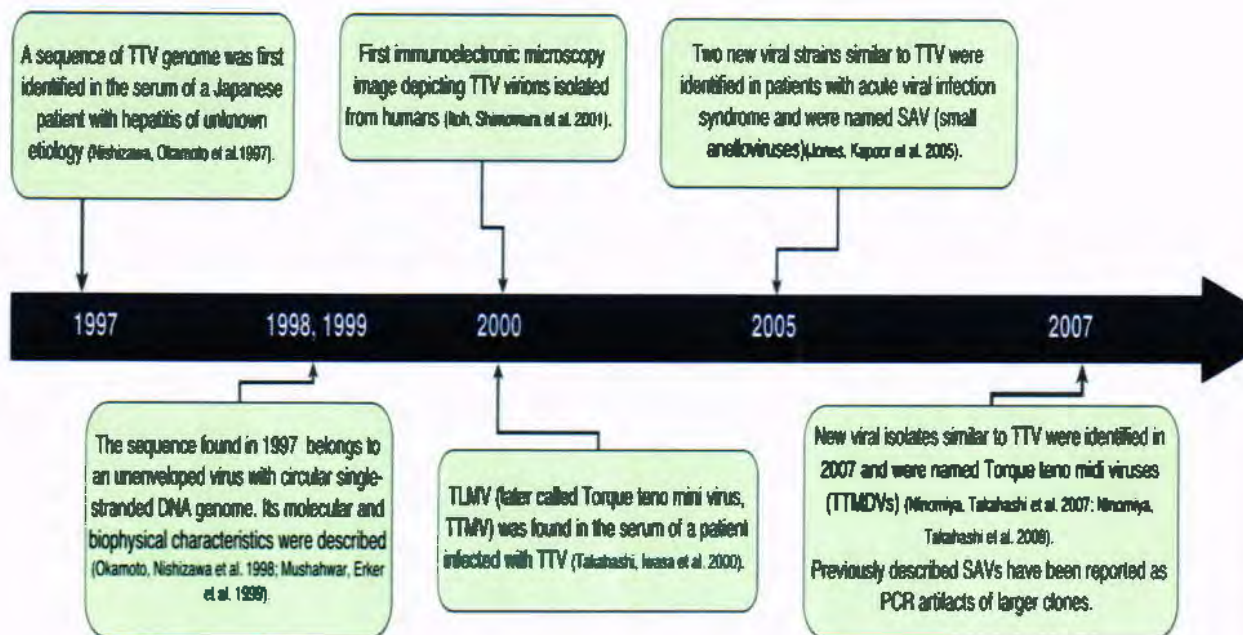 A sequence of TTV genome was first
identified in the serum of a Japanese
patient with hepatitis of unknown
etiology (Nishizawa, Okamoto et al.1997).
First immunoelectronic microscopy
image depicting TTV virions isolated
from humans (Itoh, Shimowara et al. 2001).
Two new viral strains similar to TTV were
identified in patients with acute viral infection
syndrome and were named SAV (small
anelloviruses)(Jones, Kapoor et al. 2005).
1997
1998, 1999
2000
2005
2007
The sequence found in 1997 belongs to
an unenveloped virus with circular single-
stranded DNA genome. Its molecular and
biophysical characteristics were described
(Okamoto, Nishizawa et al. 1998; Mushahwar, Erker
et al. 1999).
TLMV (later called Torque teno mini virus,
TTMV) was found in the serum of a patient
infected with TTV (Takahashi, Iwasa et al. 2000).
New viral isolates similar to TTV were identified in
2007 and were named Torque teno midi viruses
(TTMDVs) (Ninomiya, Takahashi et al. 2007; Ninomiya,
Takahashi et al. 2009).
Previously described SAVs have been reported as
PCR artifacts of larger clones.